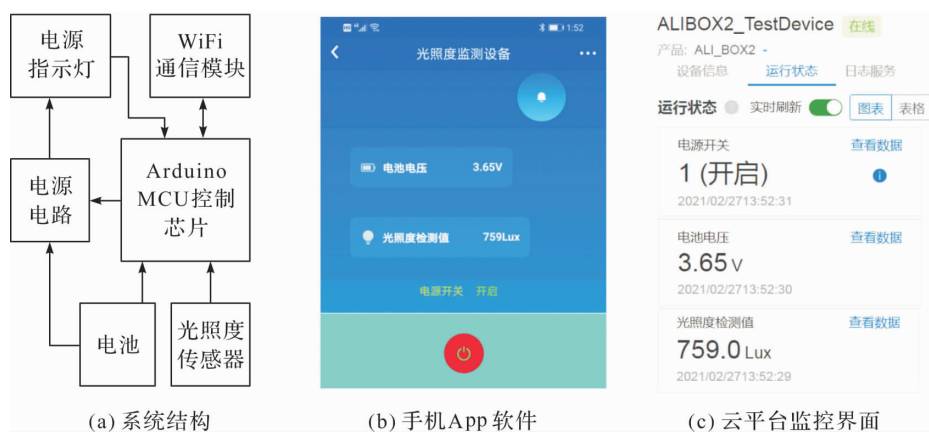 电源
指示灯
WiFi
通信模块
电源
电路
Arduino
MCU控制
芯片
电池
光照度
传感器
(a) 系统结构
1:52
光照度监测设备
电池电压 3.65V
光照度检测值 759Lux
电源开关 开启
(b) 手机App 软件
ALIBOX2_TestDevice 在线
产品: ALI_BOX2 -
设备信息 运行状态 日志服务
运行状态 实时刷新 图表 表格
电源开关 查看数据
1 (开启)
2021/02/2713:52:31
电池电压 查看数据
3.65 V
2021/02/2713:52:30
光照度检测值 查看数据
759.0 Lux
2021/02/2713:52:29
(c) 云平台监控界面